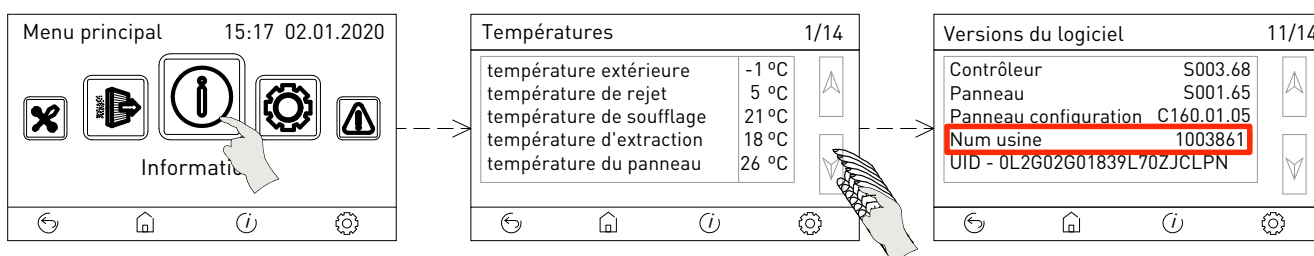 Menu principal 15:17 02.01.2020
Informatio
Températures 1/14
température extérieure -1 ºC
température de rejet 5 ºC
température de soufflage 21 ºC
température d'extraction 18 ºC
température du panneau 26 ºC
Versions du logiciel 11/14
Contrôleur S003.68
Panneau S001.65
Panneau configuration C160.01.05
Num usine 1003861
UID - 0L2G02G01839L70ZJCLPN